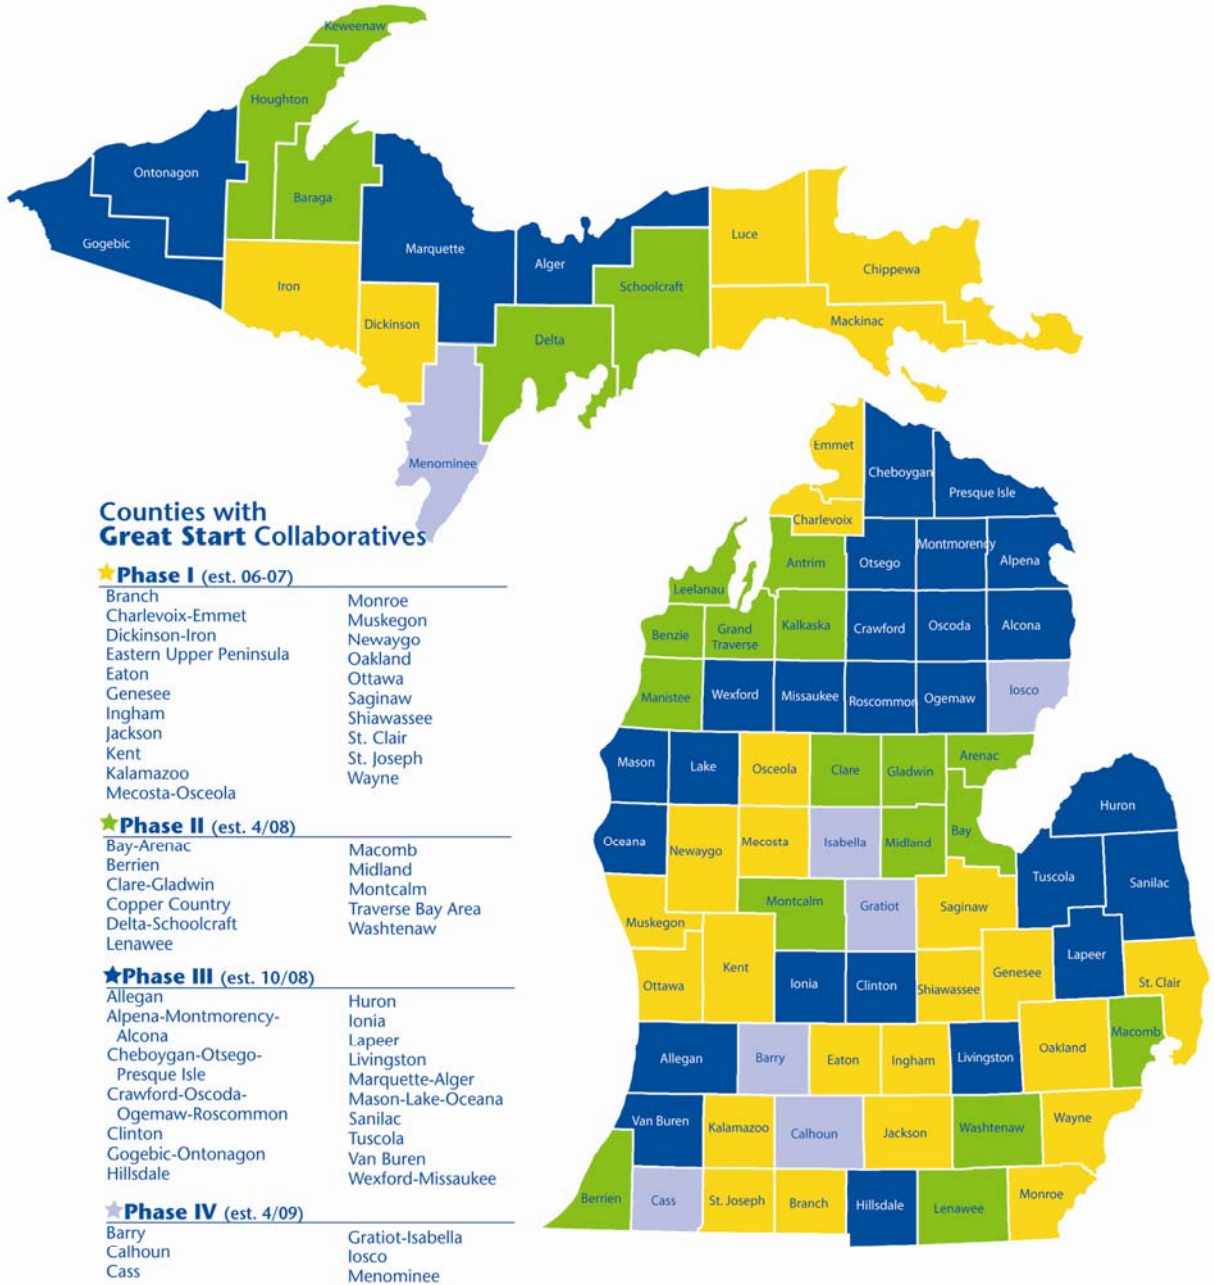 Keweenaw
Houghton
Ontonagon
Baraga
Gogebic
Marquette
Alger
Luce
Chippewa
Iron
Schoolcraft
Dickinson
Mackinac
Delta
Menominee
Emmet
Cheboygan
Presque Isle
Charlevoix
Antrim
Otsego
Montmorency
Alpena
Leelanau
Benzie
Grand
Traverse
Kalkaska
Crawford
Oscoda
Alcona
Manistee
Wexford
Missaukee
Roscommon
Ogemaw
Iosco
Mason
Lake
Osceola
Clare
Gladwin
Arenac
Huron
Oceana
Newaygo
Mecosta
Isabella
Midland
Bay
Tuscola
Sanilac
Muskegon
Montcalm
Gratiot
Saginaw
Ottawa
Kent
Ionia
Clinton
Shiawassee
Genesee
Lapeer
St. Clair
Allegan
Barry
Eaton
Ingham
Livingston
Oakland
Macomb
Van Buren
Kalamazoo
Calhoun
Jackson
Washtenaw
Wayne
Berrien
Cass
St. Joseph
Branch
Hillsdale
Lenawee
Monroe
Counties with
Great Start Collaboratives
Phase I (est. 06-07)
Branch
Charlevoix-Emmet
Dickinson-Iron
Eastern Upper Peninsula
Eaton
Genesee
Ingham
Jackson
Kent
Kalamazoo
Mecosta-Osceola
Monroe
Muskegon
Newaygo
Oakland
Ottawa
Saginaw
Shiawassee
St. Clair
St. Joseph
Wayne
Phase II (est. 4/08)
Bay-Arenac
Berrien
Clare-Gladwin
Copper Country
Delta-Schoolcraft
Lenawee
Macomb
Midland
Montcalm
Traverse Bay Area
Washtenaw
Phase III (est. 10/08)
Allegan
Alpena-Montmorency-
Alcona
Cheboygan-Otsego-
Presque Isle
Crawford-Oscoda-
Ogemaw-Roscommon
Clinton
Gogebic-Ontonagon
Hillsdale
Huron
Ionia
Lapeer
Livingston
Marquette-Alger
Mason-Lake-Oceana
Sanilac
Tuscola
Van Buren
Wexford-Missaukee
Phase IV (est. 4/09)
Barry
Calhoun
Cass
Gratiot-Isabella
Iosco
Menominee